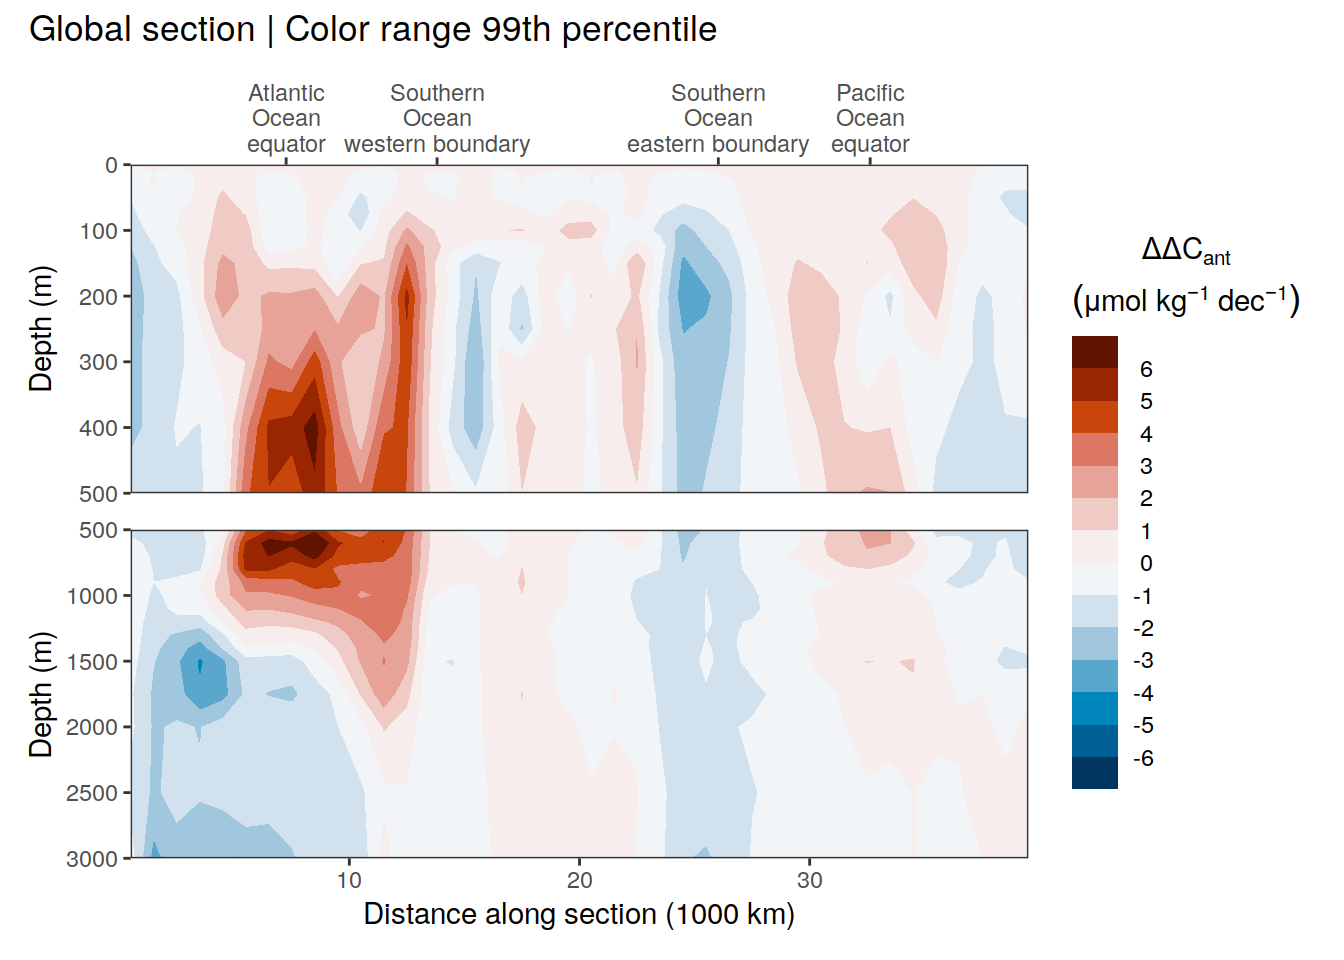 Global section | Color range 99th percentile
Atlantic
Ocean
equator
Southern
Ocean
western boundary
Southern
Ocean
eastern boundary
Pacific
Ocean
equator
Depth (m)
0
100
200
300
400
500
Depth (m)
500
1000
1500
2000
2500
3000
10
20
30
Distance along section (1000 km)
ΔΔC_ant
(μmol kg⁻¹ dec⁻¹)
6
5
4
3
2
1
0
-1
-2
-3
-4
-5
-6